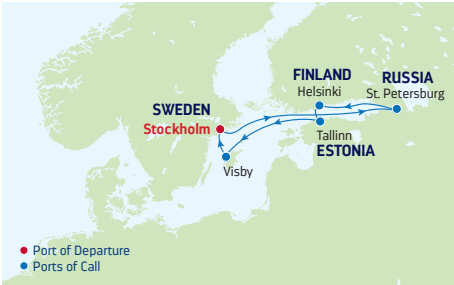 FINLAND
Helsinki
RUSSIA
St. Petersburg
SWEDEN
Stockholm
Tallinn
ESTONIA
Visby
Port of Departure
Ports of Call